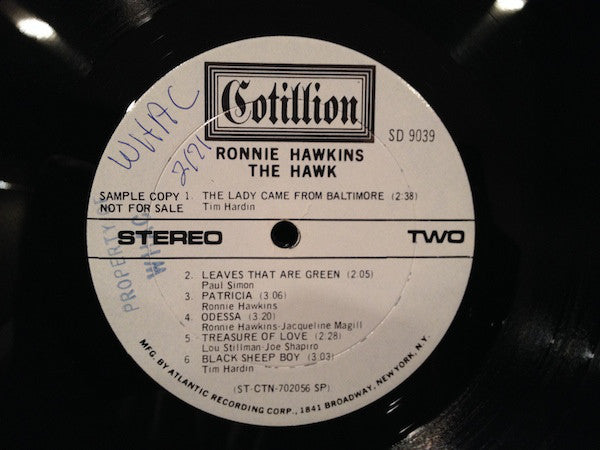 Cotillion
WHAC
2/21
SD 9039
RONNIE HAWKINS
THE HAWK
SAMPLE COPY
NOT FOR SALE
1. THE LADY CAME FROM BALTIMORE (2:38)
Tim Hardin
STEREO
TWO
PROPERTY OF
2. LEAVES THAT ARE GREEN (2:05)
Paul Simon
3. PATRICIA (3:06)
Ronnie Hawkins
4. ODESSA (3.20)
Ronnie Hawkins-Jacqueline Magill
5. TREASURE OF LOVE (2:28)
Lou Stillman-Joe Shapiro
6. BLACK SHEEP BOY (3:03)
Tim Hardin
(ST-CTN-702056 SP)
MFG. BY ATLANTIC RECORDING CORP., 1841 BROADWAY, NEW YORK, N.Y.